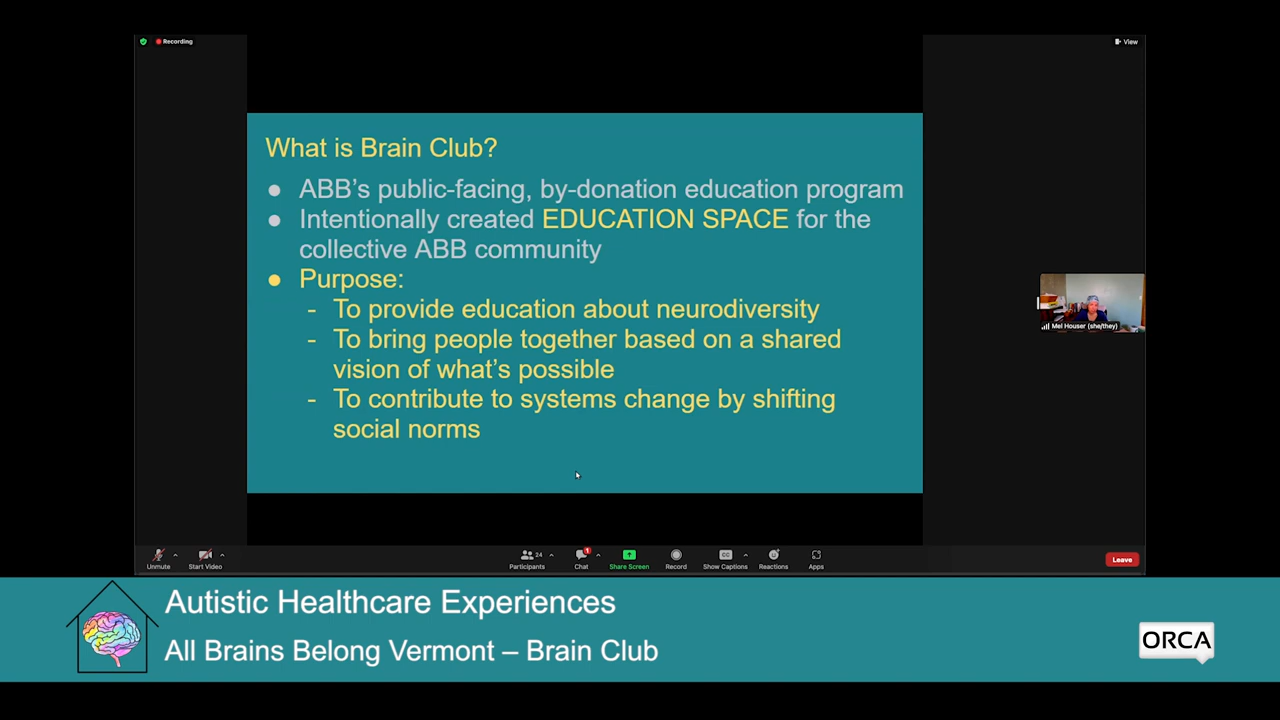 Recording
View
What is Brain Club?
● ABB's public-facing, by-donation education program
● Intentionally created EDUCATION SPACE for the
collective ABB community
● Purpose:
- To provide education about neurodiversity
- To bring people together based on a shared
vision of what's possible
- To contribute to systems change by shifting
social norms
Mel Houser (she/they)
24
1
CC
Unmute
Start Video
Participants
Chat
Share Screen
Record
Show Captions
Reactions
Apps
Leave
Autistic Healthcare Experiences
All Brains Belong Vermont – Brain Club
ORCA